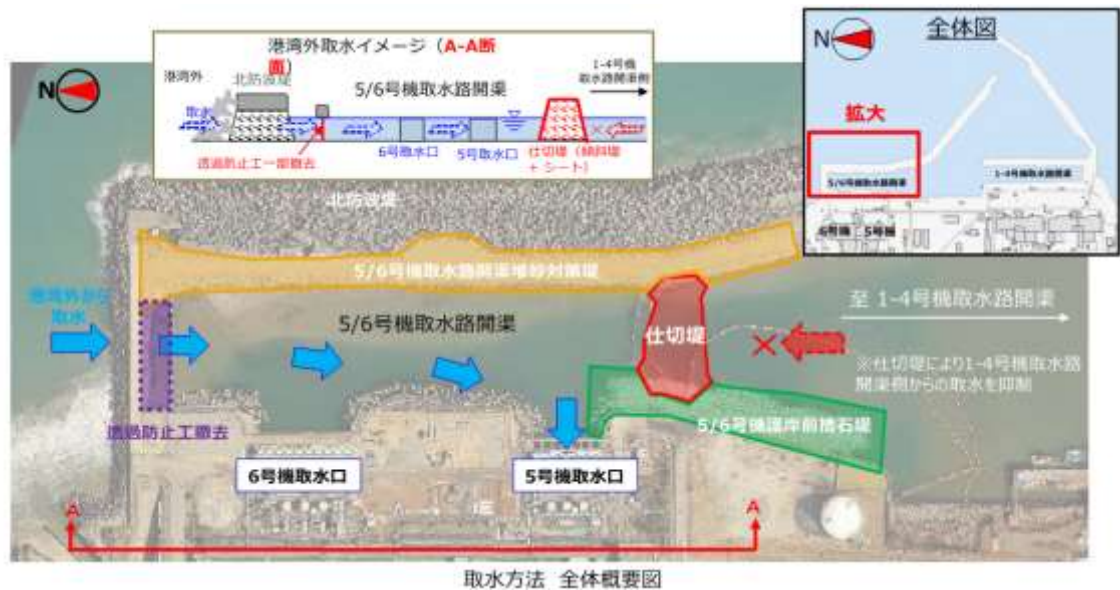 港湾外取水イメージ（A-A断面）
港湾外
北防波堤
5/6号機取水路開渠
1-4号機
取水路開渠側
取水
透過防止工一部撤去
6号取水口
5号取水口
仕切堤（傾斜堤
+ シート）
N
全体図
N
拡大
5/6号機取水路開渠
1-4号機取水路開渠
6号機
5号機
北防波堤
5/6号機取水路開渠堆砂対策堤
港湾外から
取水
5/6号機取水路開渠
仕切堤
至 1-4号機取水路開渠
※仕切堤により1-4号機取水路
開渠側からの取水を抑制
透過防止工撤去
5/6号機護岸前捨石堤
6号機取水口
5号機取水口
A
A
取水方法 全体概要図